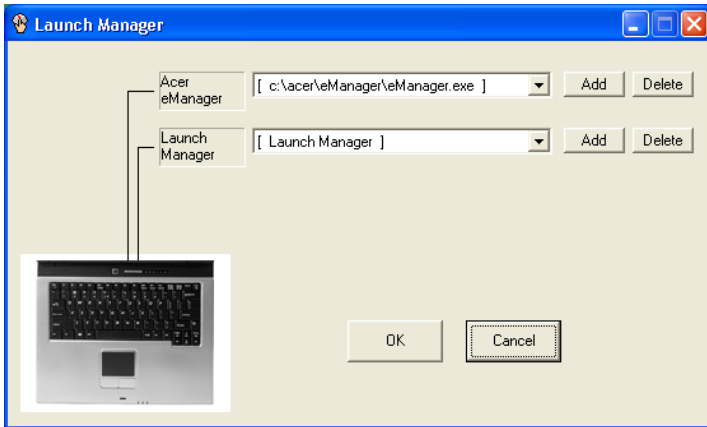 Launch Manager
Acer
eManager
[ c:\acer\eManager\eManager.exe ]
Add
Delete
Launch
Manager
[ Launch Manager ]
Add
Delete
OK
Cancel